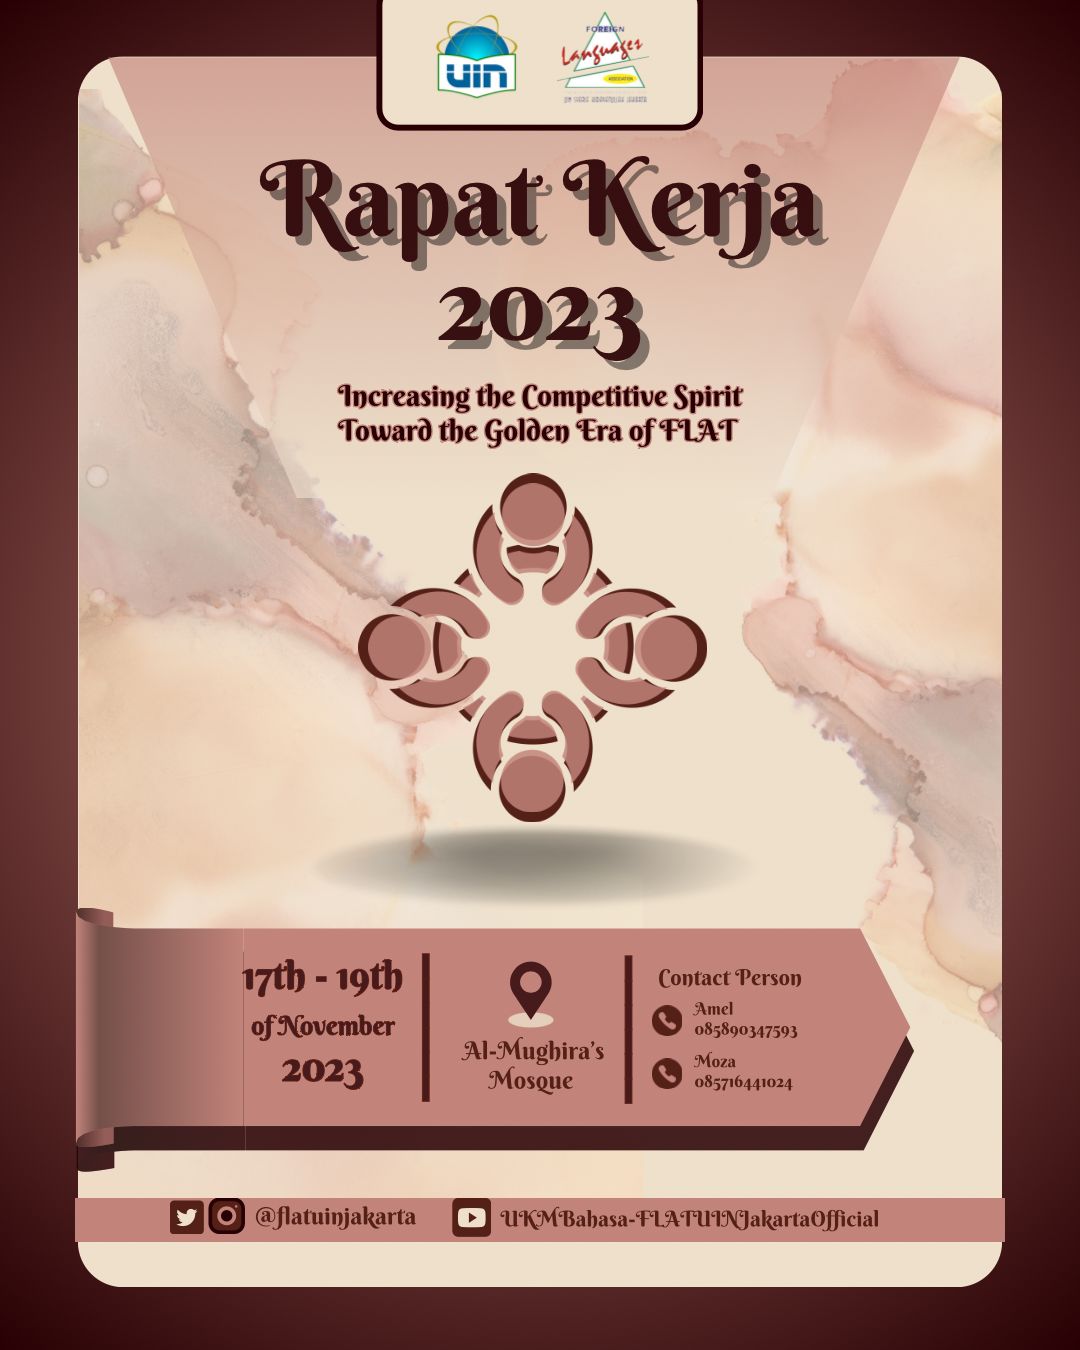 UIN
FOREIGN
Languages
ASSOCIATION
Rapat Kerja
2023
Increasing the Competitive Spirit
Toward the Golden Era of FLAT
17th - 19th
of November
2023
Al-Mughira's
Mosque
Contact Person
Amel
085890347593
Moza
085716441024
@flatuinjakarta
UKMBahasa-FLATUINJakartaOfficial